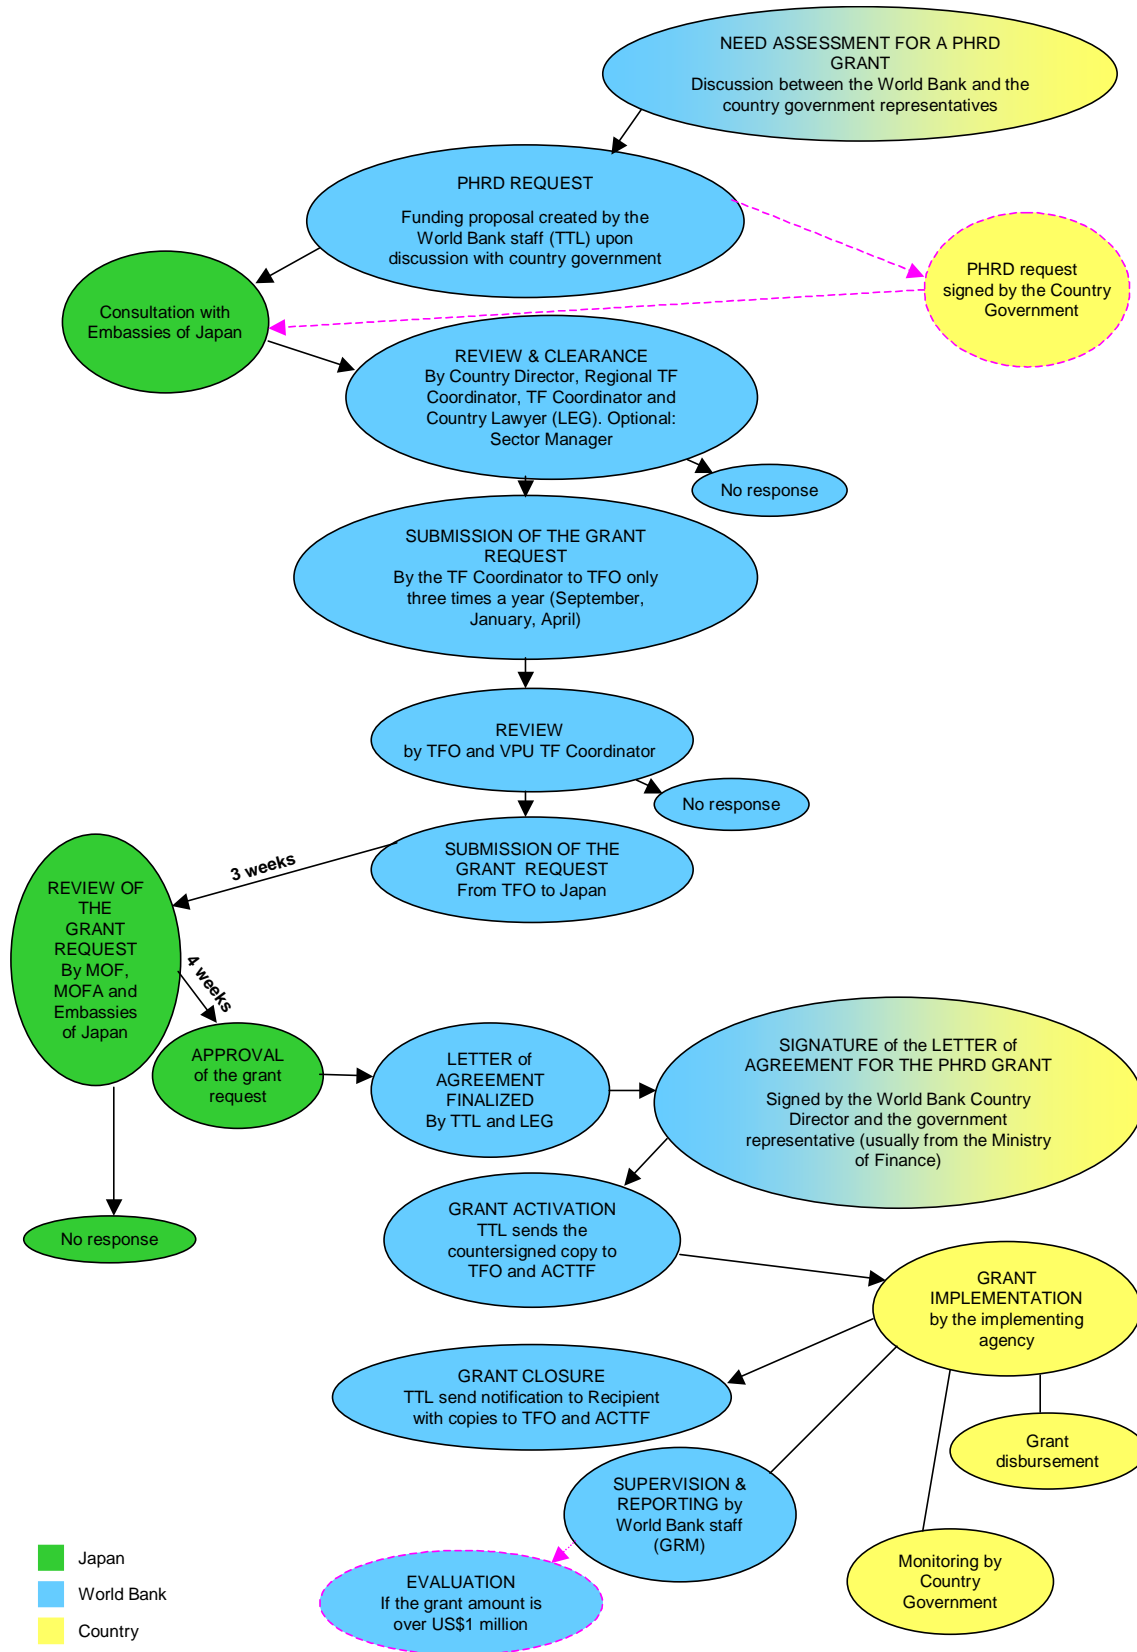 NEED ASSESSMENT FOR A PHRD
GRANT
Discussion between the World Bank and the
country government representatives
PHRD REQUEST
Funding proposal created by the
World Bank staff (TTL) upon
discussion with country government
PHRD request
signed by the Country
Government
Consultation with
Embassies of Japan
REVIEW & CLEARANCE
By Country Director, Regional TF
Coordinator, TF Coordinator and
Country Lawyer (LEG). Optional:
Sector Manager
No response
SUBMISSION OF THE GRANT
REQUEST
By the TF Coordinator to TFO only
three times a year (September,
January, April)
REVIEW
by TFO and VPU TF Coordinator
No response
SUBMISSION OF THE
GRANT REQUEST
From TFO to Japan
3 weeks
REVIEW OF
THE
GRANT
REQUEST
By MOF,
MOFA and
Embassies
of Japan
4 weeks
APPROVAL
of the grant
request
LETTER of
AGREEMENT
FINALIZED
By TTL and LEG
SIGNATURE of the LETTER of
AGREEMENT FOR THE PHRD GRANT
Signed by the World Bank Country
Director and the government
representative (usually from the Ministry
of Finance)
No response
GRANT ACTIVATION
TTL sends the
countersigned copy to
TFO and ACTTF
GRANT
IMPLEMENTATION
by the implementing
agency
GRANT CLOSURE
TTL send notification to Recipient
with copies to TFO and ACTTF
Grant
disbursement
SUPERVISION &
REPORTING by
World Bank staff
(GRM)
Monitoring by
Country
Government
EVALUATION
If the grant amount is
over US$1 million
Japan
World Bank
Country